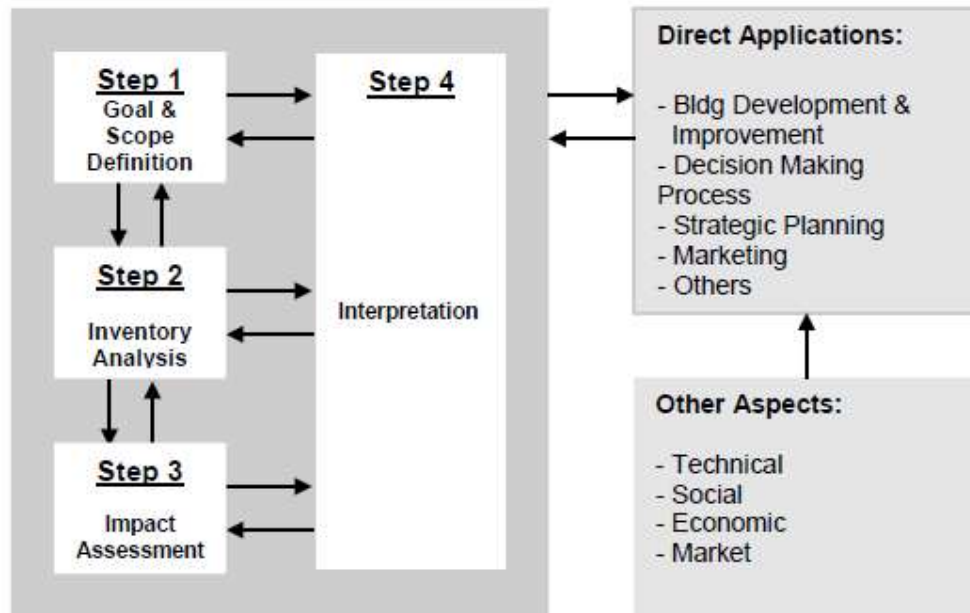 Step 1
Goal &
Scope
Definition
Step 2
Inventory
Analysis
Step 3
Impact
Assessment
Step 4
Interpretation
Direct Applications:
- Bldg Development &
Improvement
- Decision Making
Process
- Strategic Planning
- Marketing
- Others
Other Aspects:
- Technical
- Social
- Economic
- Market